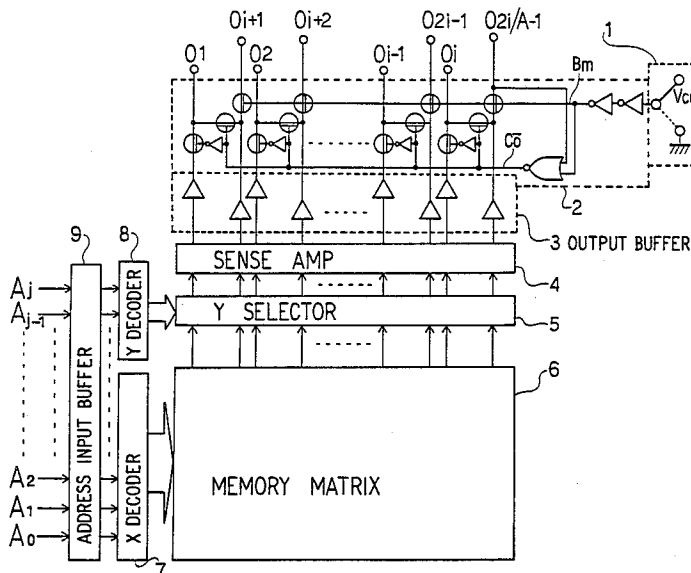 O1 Oi+1 O2 Oi+2 Oi-1 O2i-1 Oi O2i/A-1
1
Bm
Vcc
C̅o̅
2
3 OUTPUT BUFFER
SENSE AMP
4
Y SELECTOR
5
6
MEMORY MATRIX
9
8
Aj
Aj-1
A2
A1
A0
ADDRESS INPUT BUFFER
Y DECODER
X DECODER
7